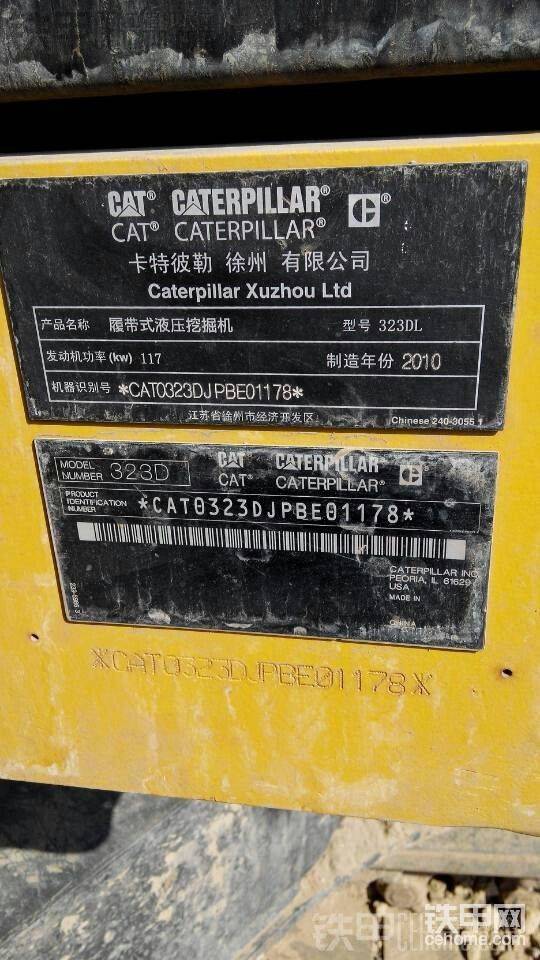 CAT® CATERPILLAR® ®
CAT® CATERPILLAR®
卡特彼勒 徐州 有限公司
Caterpillar Xuzhou Ltd
产品名称 履带式液压挖掘机 型号 323DL
发动机功率(kw) 117 制造年份 2010
机器识别号 *CAT0323DJPBE01178*
江苏省徐州市经济开发区
Chinese 240-3055 1
MODEL NUMBER 323D CAT CATERPILLAR
CAT® CATERPILLAR®
PRODUCT IDENTIFICATION NUMBER *CAT0323DJPBE01178*
CATERPILLAR INC
PEORIA, IL 61629
USA
MADE IN
CHINA
*CAT0323DJPBE01178*
铁甲网
cehome.com